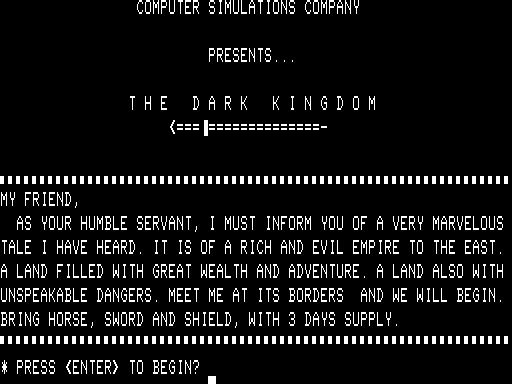 COMPUTER SIMULATIONS COMPANY
PRESENTS...
T H E  D A R K  K I N G D O M
<===|==============-
MY FRIEND,
AS YOUR HUMBLE SERVANT, I MUST INFORM YOU OF A VERY MARVELOUS
TALE I HAVE HEARD. IT IS OF A RICH AND EVIL EMPIRE TO THE EAST.
A LAND FILLED WITH GREAT WEALTH AND ADVENTURE. A LAND ALSO WITH
UNSPEAKABLE DANGERS. MEET ME AT ITS BORDERS  AND WE WILL BEGIN.
BRING HORSE, SWORD AND SHIELD, WITH 3 DAYS SUPPLY.
* PRESS <ENTER> TO BEGIN?